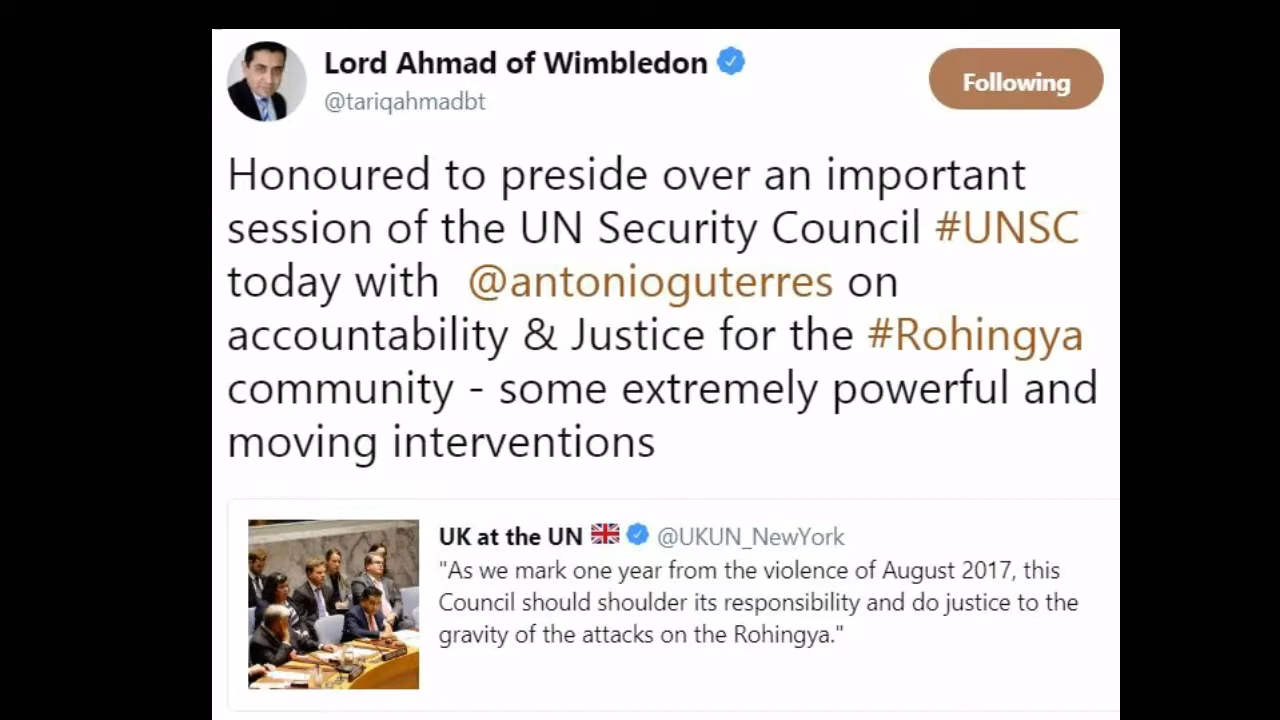 Lord Ahmad of Wimbledon
@tariqahmadbt
Following
Honoured to preside over an important
session of the UN Security Council #UNSC
today with @antonioguterres on
accountability & Justice for the #Rohingya
community - some extremely powerful and
moving interventions
UK at the UN 🇬🇧 @UKUN_NewYork
"As we mark one year from the violence of August 2017, this
Council should shoulder its responsibility and do justice to the
gravity of the attacks on the Rohingya."